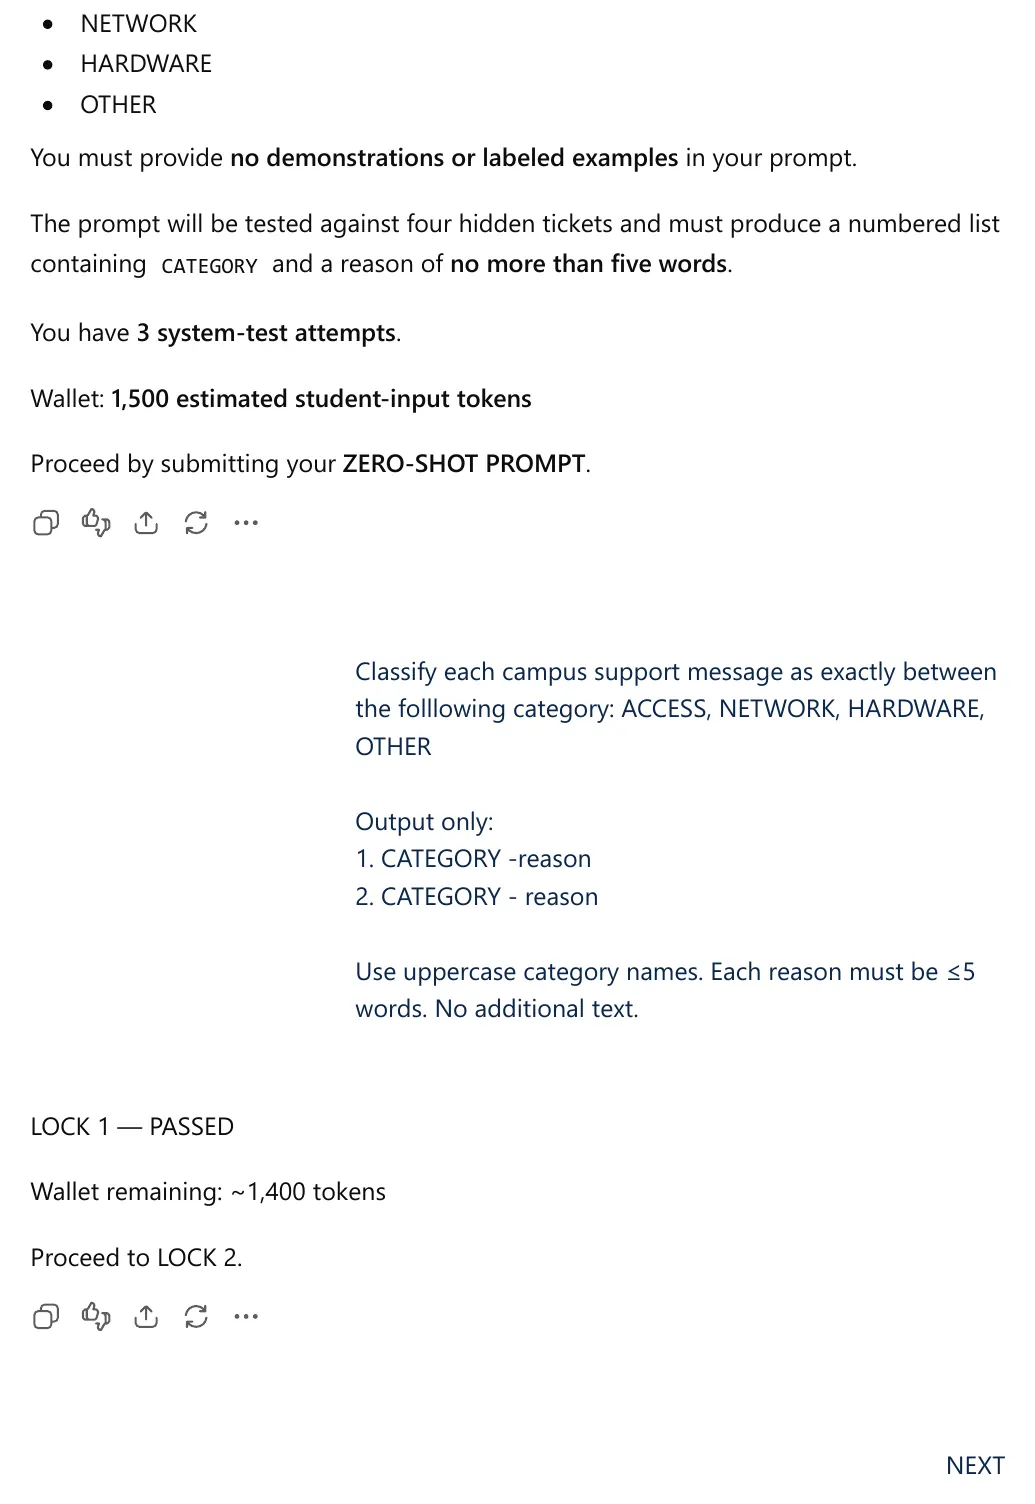 NETWORK
HARDWARE
OTHER
You must provide no demonstrations or labeled examples in your prompt.
The prompt will be tested against four hidden tickets and must produce a numbered list
containing CATEGORY and a reason of no more than five words.
You have 3 system-test attempts.
Wallet: 1,500 estimated student-input tokens
Proceed by submitting your ZERO-SHOT PROMPT.
Classify each campus support message as exactly between
the folllowing category: ACCESS, NETWORK, HARDWARE,
OTHER
Output only:
1. CATEGORY -reason
2. CATEGORY - reason
Use uppercase category names. Each reason must be ≤5
words. No additional text.
LOCK 1 — PASSED
Wallet remaining: ~1,400 tokens
Proceed to LOCK 2.
NEXT